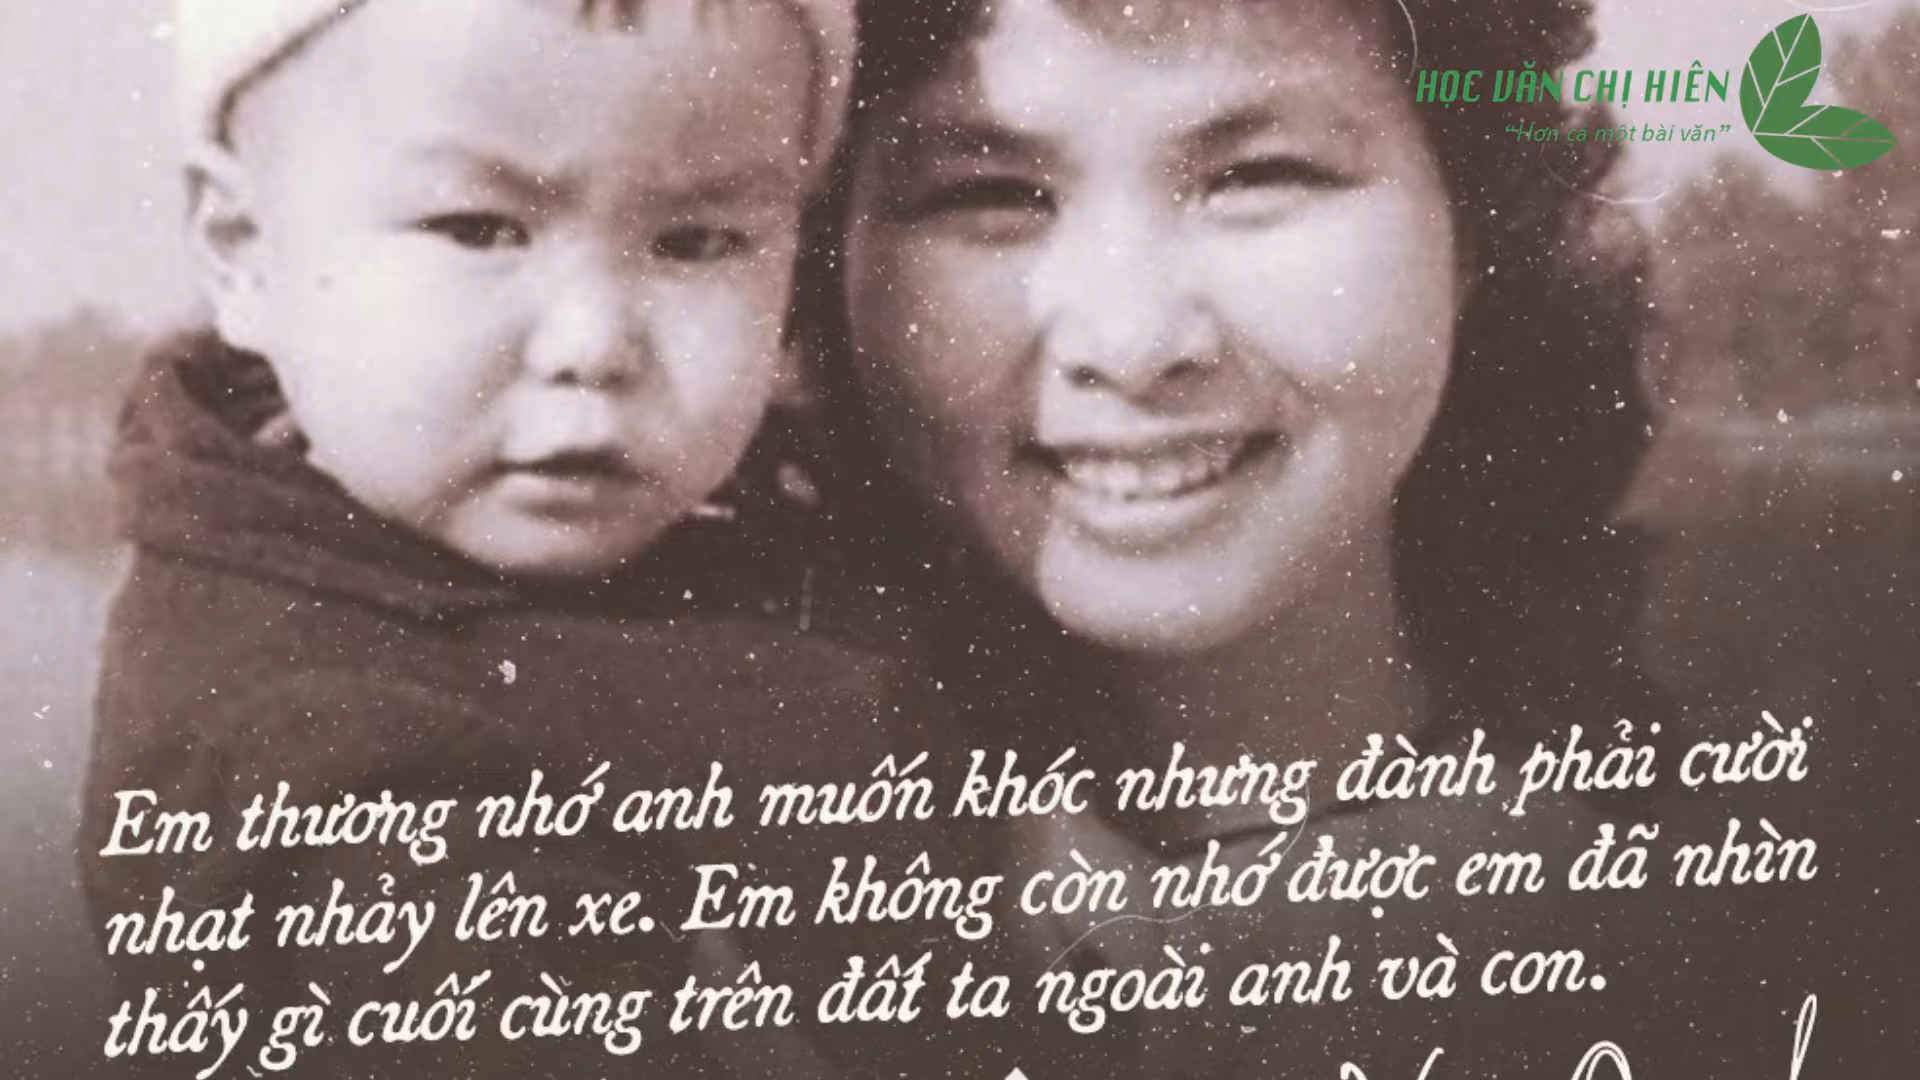 HỌC VĂN CHỊ HIÊN
“Hơn cả một bài văn”
Em thương nhớ anh muốn khóc nhưng đành phải cười
nhạt nhảy lên xe. Em không còn nhớ được em đã nhìn
thấy gì cuối cùng trên đất ta ngoài anh và con.